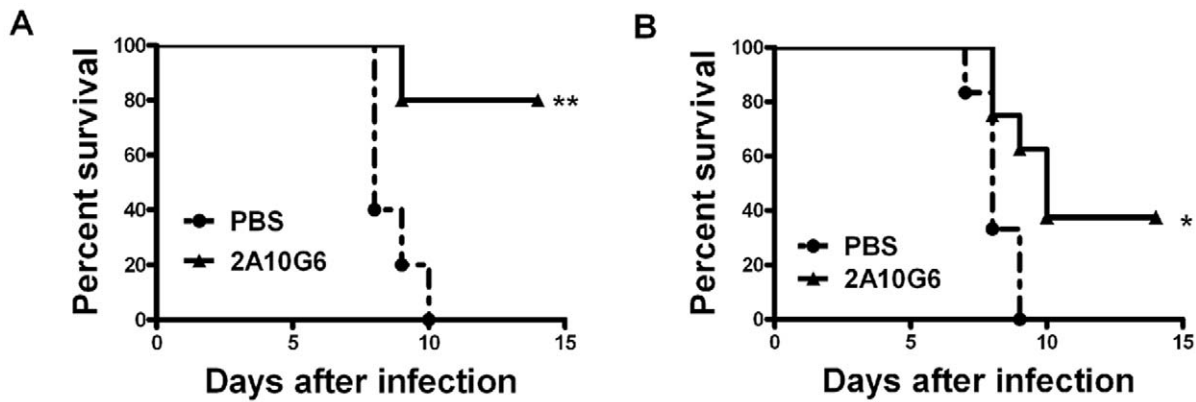 A
Percent survival
100
80
60
40
20
0
**
PBS
2A10G6
0 5 10 15
Days after infection
B
Percent survival
100
80
60
40
20
0
*
PBS
2A10G6
0 5 10 15
Days after infection